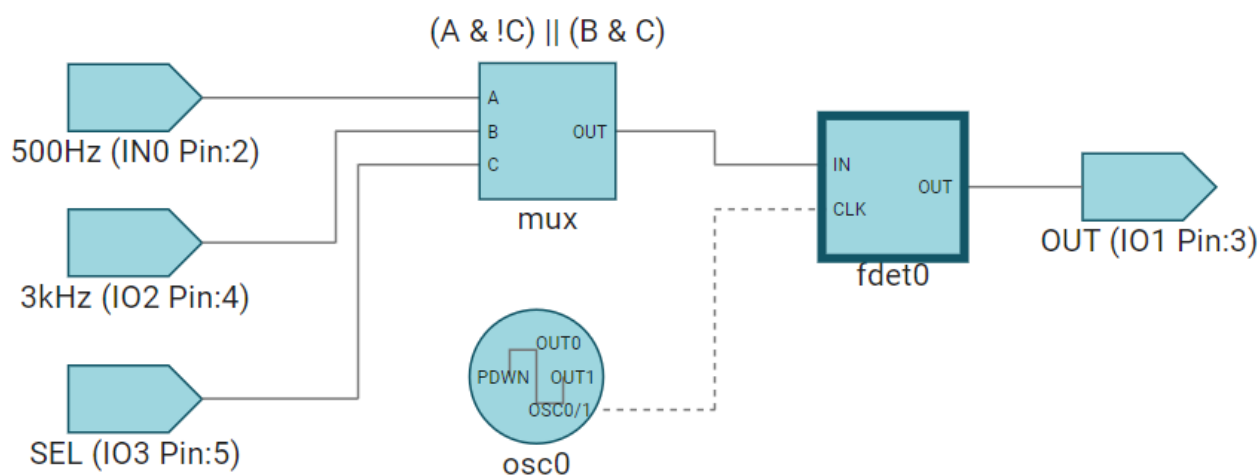 (A & !C) || (B & C)
500Hz (IN0 Pin:2)
A
B
C
OUT
mux
3kHz (IO2 Pin:4)
SEL (IO3 Pin:5)
OUT0
PDWN
OUT1
OSC0/1
osc0
IN
CLK
OUT
fdet0
OUT (IO1 Pin:3)